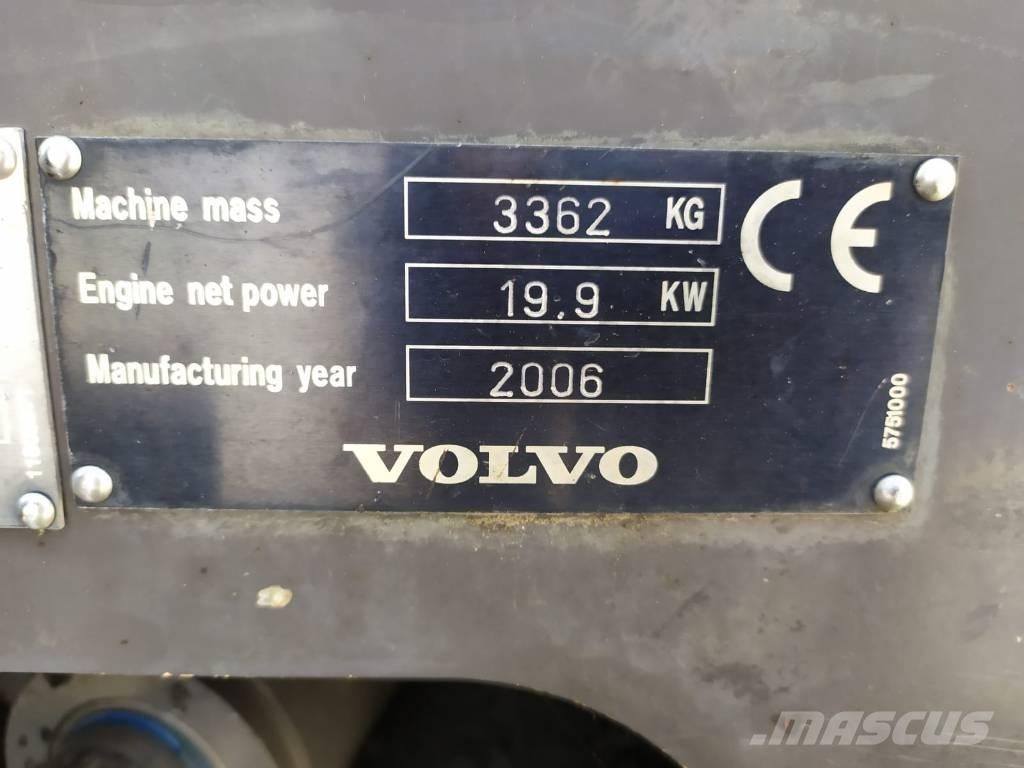 Machine mass 3362 KG
Engine net power 19.9 KW
Manufacturing year 2006
CE
VOLVO
5751000
MASCUS